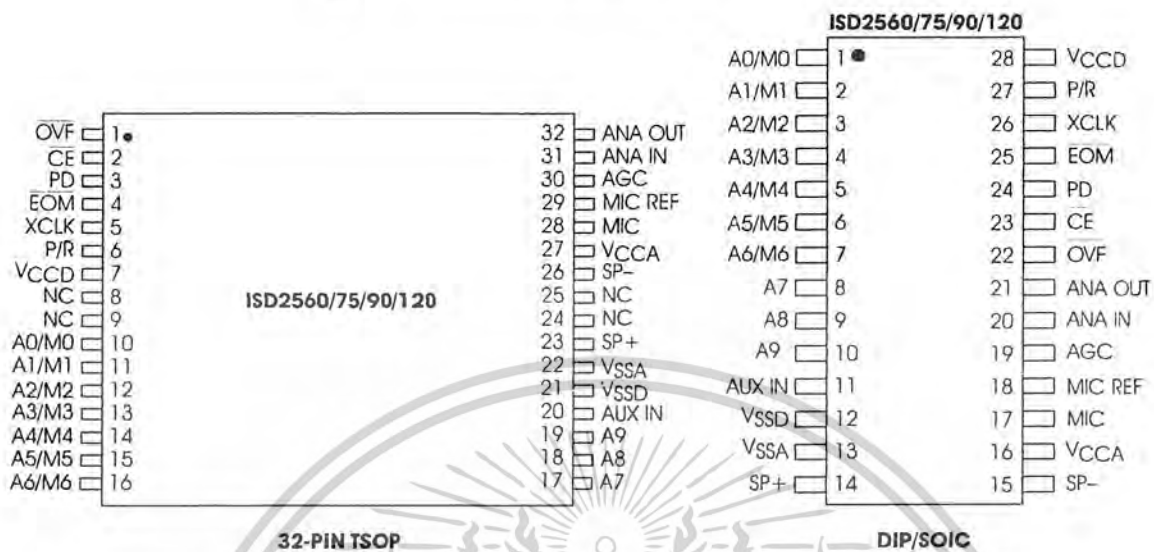 ISD2560/75/90/120
A0/M0 1 28 VCCD
A1/M1 2 27 P/R
A2/M2 3 26 XCLK
A3/M3 4 25 EOM
A4/M4 5 24 PD
A5/M5 6 23 CE
A6/M6 7 22 OVF
A7 8 21 ANA OUT
A8 9 20 ANA IN
A9 10 19 AGC
AUX IN 11 18 MIC REF
VSSD 12 17 MIC
VSSA 13 16 VCCA
SP+ 14 15 SP–
DIP/SOIC
OVF 1 32 ANA OUT
CE 2 31 ANA IN
PD 3 30 AGC
EOM 4 29 MIC REF
XCLK 5 28 MIC
P/R 6 27 VCCA
VCCD 7 26 SP–
NC 8 25 NC
NC 9 24 NC
A0/M0 10 23 SP+
A1/M1 11 22 VSSA
A2/M2 12 21 VSSD
A3/M3 13 20 AUX IN
A4/M4 14 19 A9
A5/M5 15 18 A8
A6/M6 16 17 A7
ISD2560/75/90/120
32-PIN TSOP